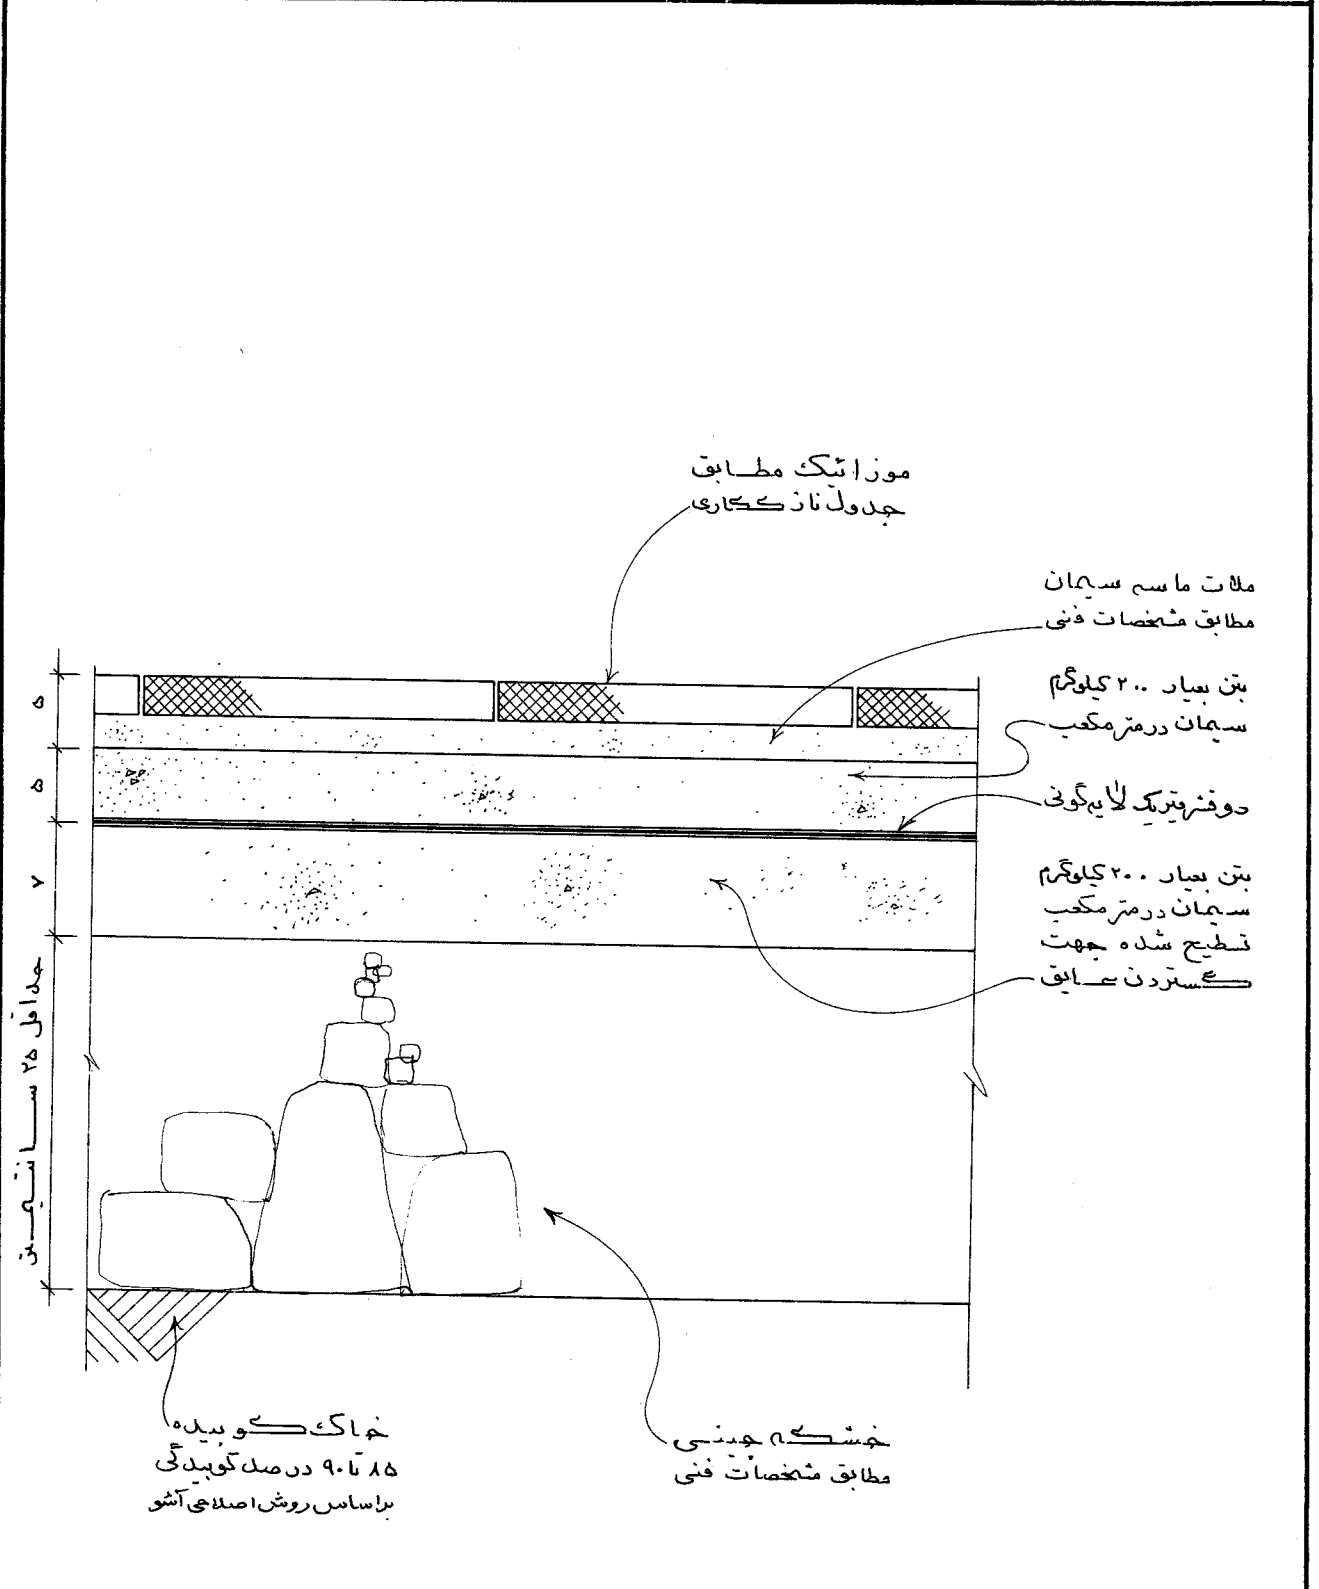 موزائیک مطابق
جدول نازک‌کاری
ملات ماسه سیمان
مطابق مشخصات فنی
بتن بعیار ۲۰۰ کیلوگرم
سیمان در متر مکعب
دو قشر قیر یک لایه گونی
بتن بعیار ۲۰۰ کیلوگرم
سیمان در متر مکعب
تسطیح شده جهت
گستردن عایق
۵
۵
۷
حداقل ۲۵ سانتیمتر
خشکه چینی
مطابق مشخصات فنی
خاک کوبیده
۸۵ تا ۹۰ درصد کوبیدگی
براساس روش اصلاحی آشو